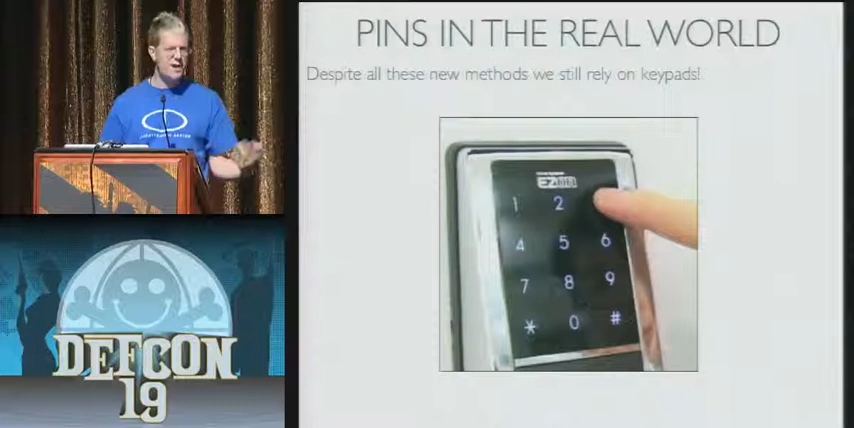 PINS IN THE REAL WORLD
Despite all these new methods we still rely on keypads!
1 2
4 5 6
7 8 9
* 0 #
DEFCON
19